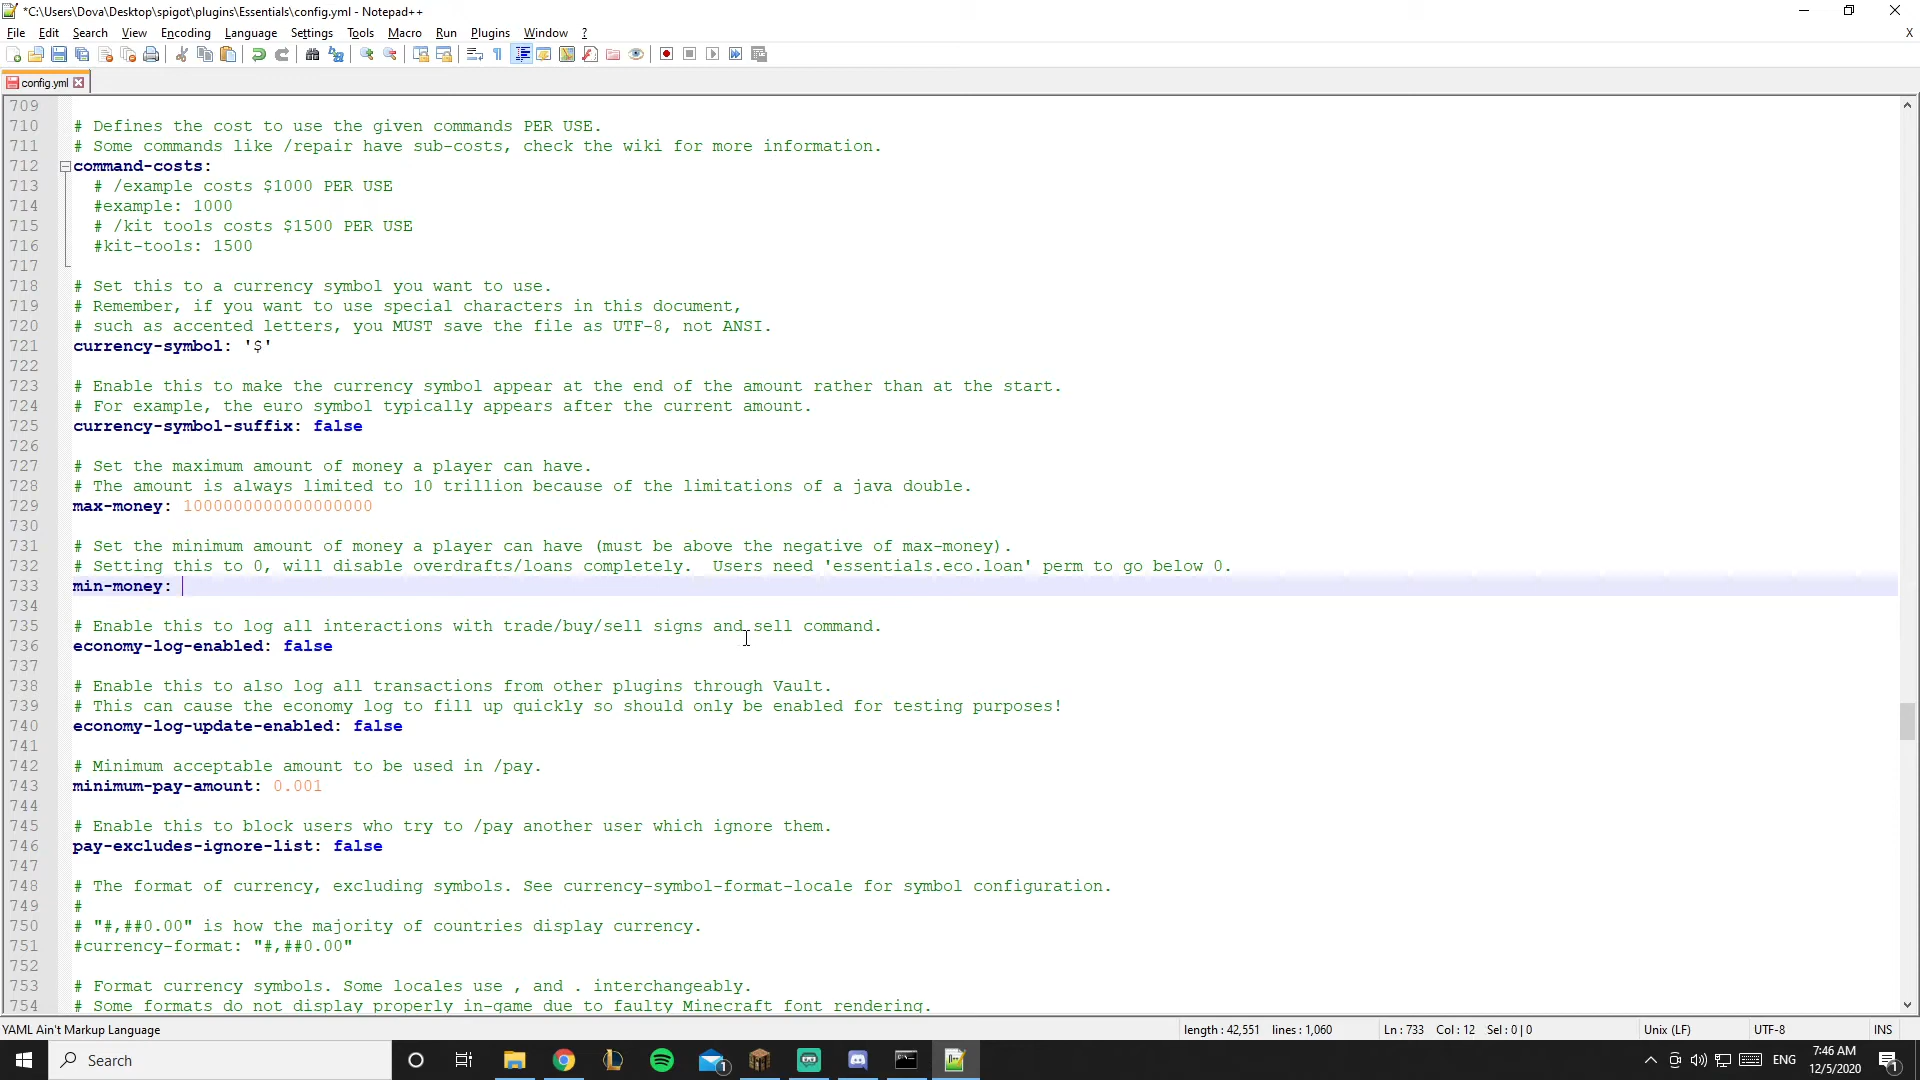 *C:\Users\Dova\Desktop\spigot\plugins\Essentials\config.yml - Notepad++
File Edit Search View Encoding Language Settings Tools Macro Run Plugins Window ? X
config.yml
709
710 # Defines the cost to use the given commands PER USE.
711 # Some commands like /repair have sub-costs, check the wiki for more information.
712 command-costs:
713 # /example costs $1000 PER USE
714 #example: 1000
715 # /kit tools costs $1500 PER USE
716 #kit-tools: 1500
717
718 # Set this to a currency symbol you want to use.
719 # Remember, if you want to use special characters in this document,
720 # such as accented letters, you MUST save the file as UTF-8, not ANSI.
721 currency-symbol: '$'
722
723 # Enable this to make the currency symbol appear at the end of the amount rather than at the start.
724 # For example, the euro symbol typically appears after the current amount.
725 currency-symbol-suffix: false
726
727 # Set the maximum amount of money a player can have.
728 # The amount is always limited to 10 trillion because of the limitations of a java double.
729 max-money: 1000000000000000000
730
731 # Set the minimum amount of money a player can have (must be above the negative of max-money).
732 # Setting this to 0, will disable overdrafts/loans completely.  Users need 'essentials.eco.loan' perm to go below 0.
733 min-money:
734
735 # Enable this to log all interactions with trade/buy/sell signs and sell command.
736 economy-log-enabled: false
737
738 # Enable this to also log all transactions from other plugins through Vault.
739 # This can cause the economy log to fill up quickly so should only be enabled for testing purposes!
740 economy-log-update-enabled: false
741
742 # Minimum acceptable amount to be used in /pay.
743 minimum-pay-amount: 0.001
744
745 # Enable this to block users who try to /pay another user which ignore them.
746 pay-excludes-ignore-list: false
747
748 # The format of currency, excluding symbols. See currency-symbol-format-locale for symbol configuration.
749 #
750 # "#,##0.00" is how the majority of countries display currency.
751 #currency-format: "#,##0.00"
752
753 # Format currency symbols. Some locales use , and . interchangeably.
754 # Some formats do not display properly in-game due to faulty Minecraft font rendering.
YAML Ain't Markup Language length : 42,551 lines : 1,060 Ln : 733 Col : 12 Sel : 0 | 0 Unix (LF) UTF-8 INS
Search 1 ENG 7:46 AM 1
12/5/2020